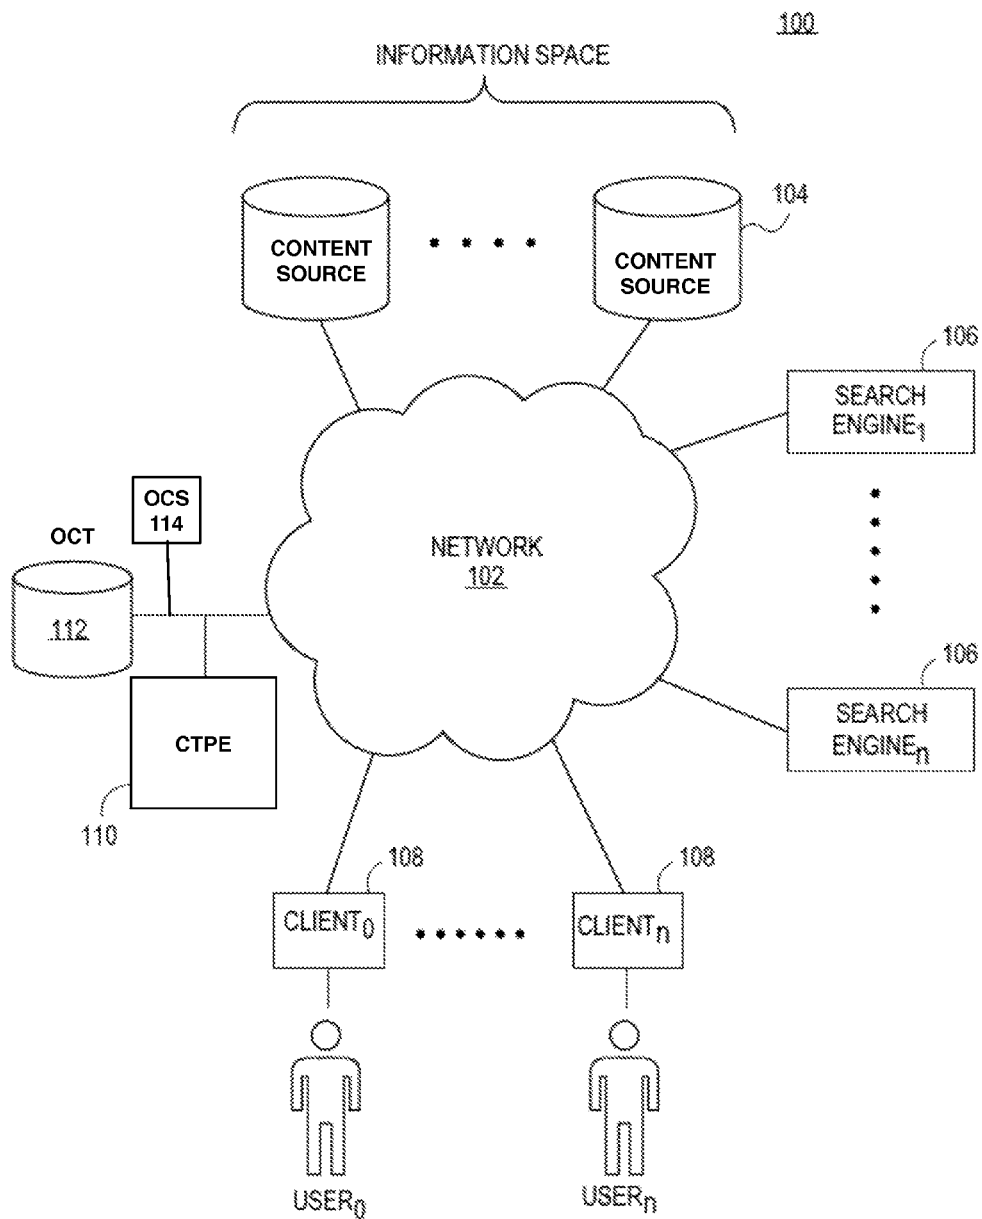 100
INFORMATION SPACE
CONTENT
SOURCE
CONTENT
SOURCE
104
106
SEARCH
ENGINE1
OCS
114
OCT
112
NETWORK
102
106
SEARCH
ENGINEn
CTPE
110
108
CLIENT0
108
CLIENTn
USER0
USERn